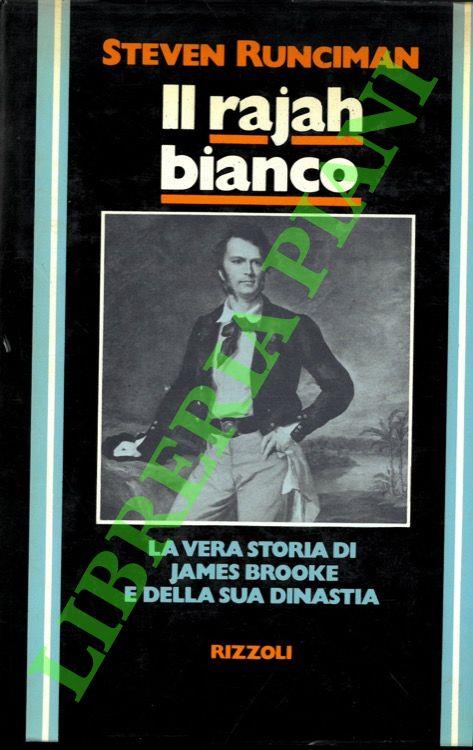 STEVEN RUNCIMAN
Il rajah
bianco
LA VERA STORIA DI
JAMES BROOKE
E DELLA SUA DINASTIA
RIZZOLI
LIBRERIA PIANI